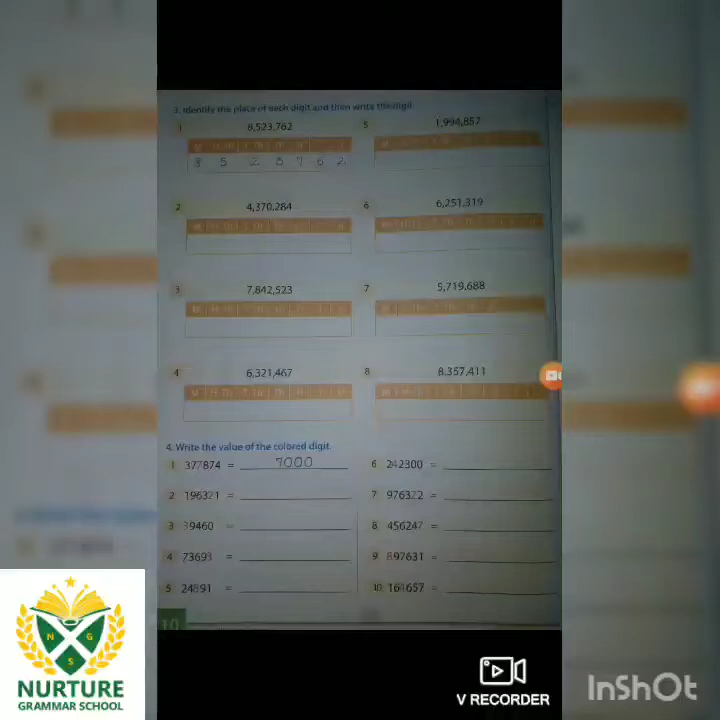 3. Identify the place of each digit and then write the digit
1 8,523,762
M H.Th T.Th Th H T U
8 5 2 3 7 6 2
5 1,994,857
2 4,370,284
6 6,251,319
3 7,842,523
7 5,719,688
4 6,321,467
8 8,357,411
4. Write the value of the colored digit.
1 377874 = 7000
6 242300 =
2 196321 =
7 976322 =
3 39460 =
8 456247 =
4 73693 =
9 897631 =
5 24891 =
10 161657 =
10
N G
S
NURTURE
GRAMMAR SCHOOL
V RECORDER
InShOt